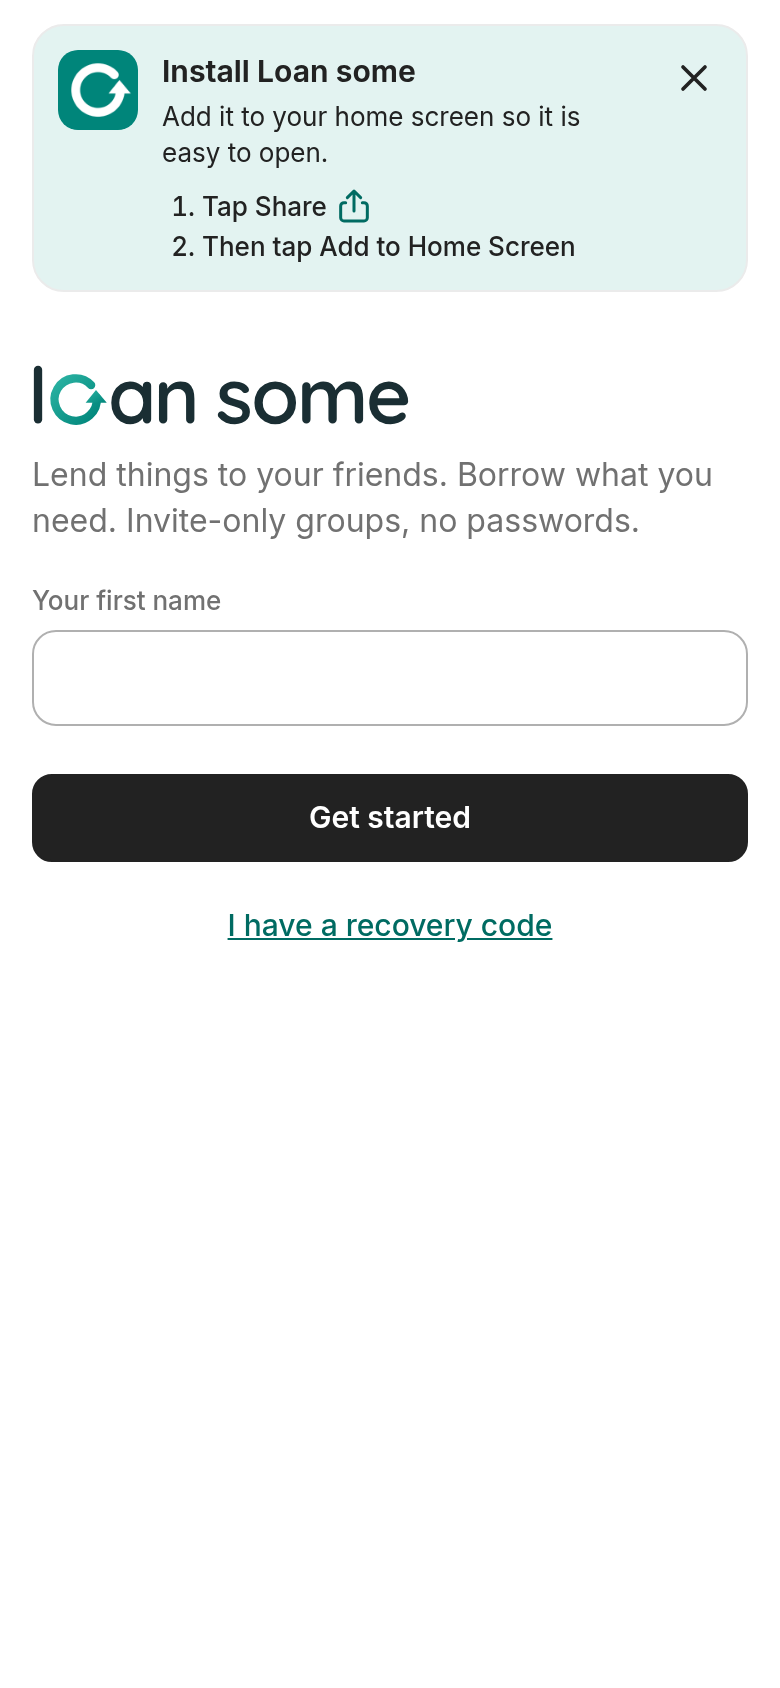 Install Loan some
Add it to your home screen so it is
easy to open.
1. Tap Share
2. Then tap Add to Home Screen
loan some
Lend things to your friends. Borrow what you
need. Invite-only groups, no passwords.
Your first name
Get started
I have a recovery code